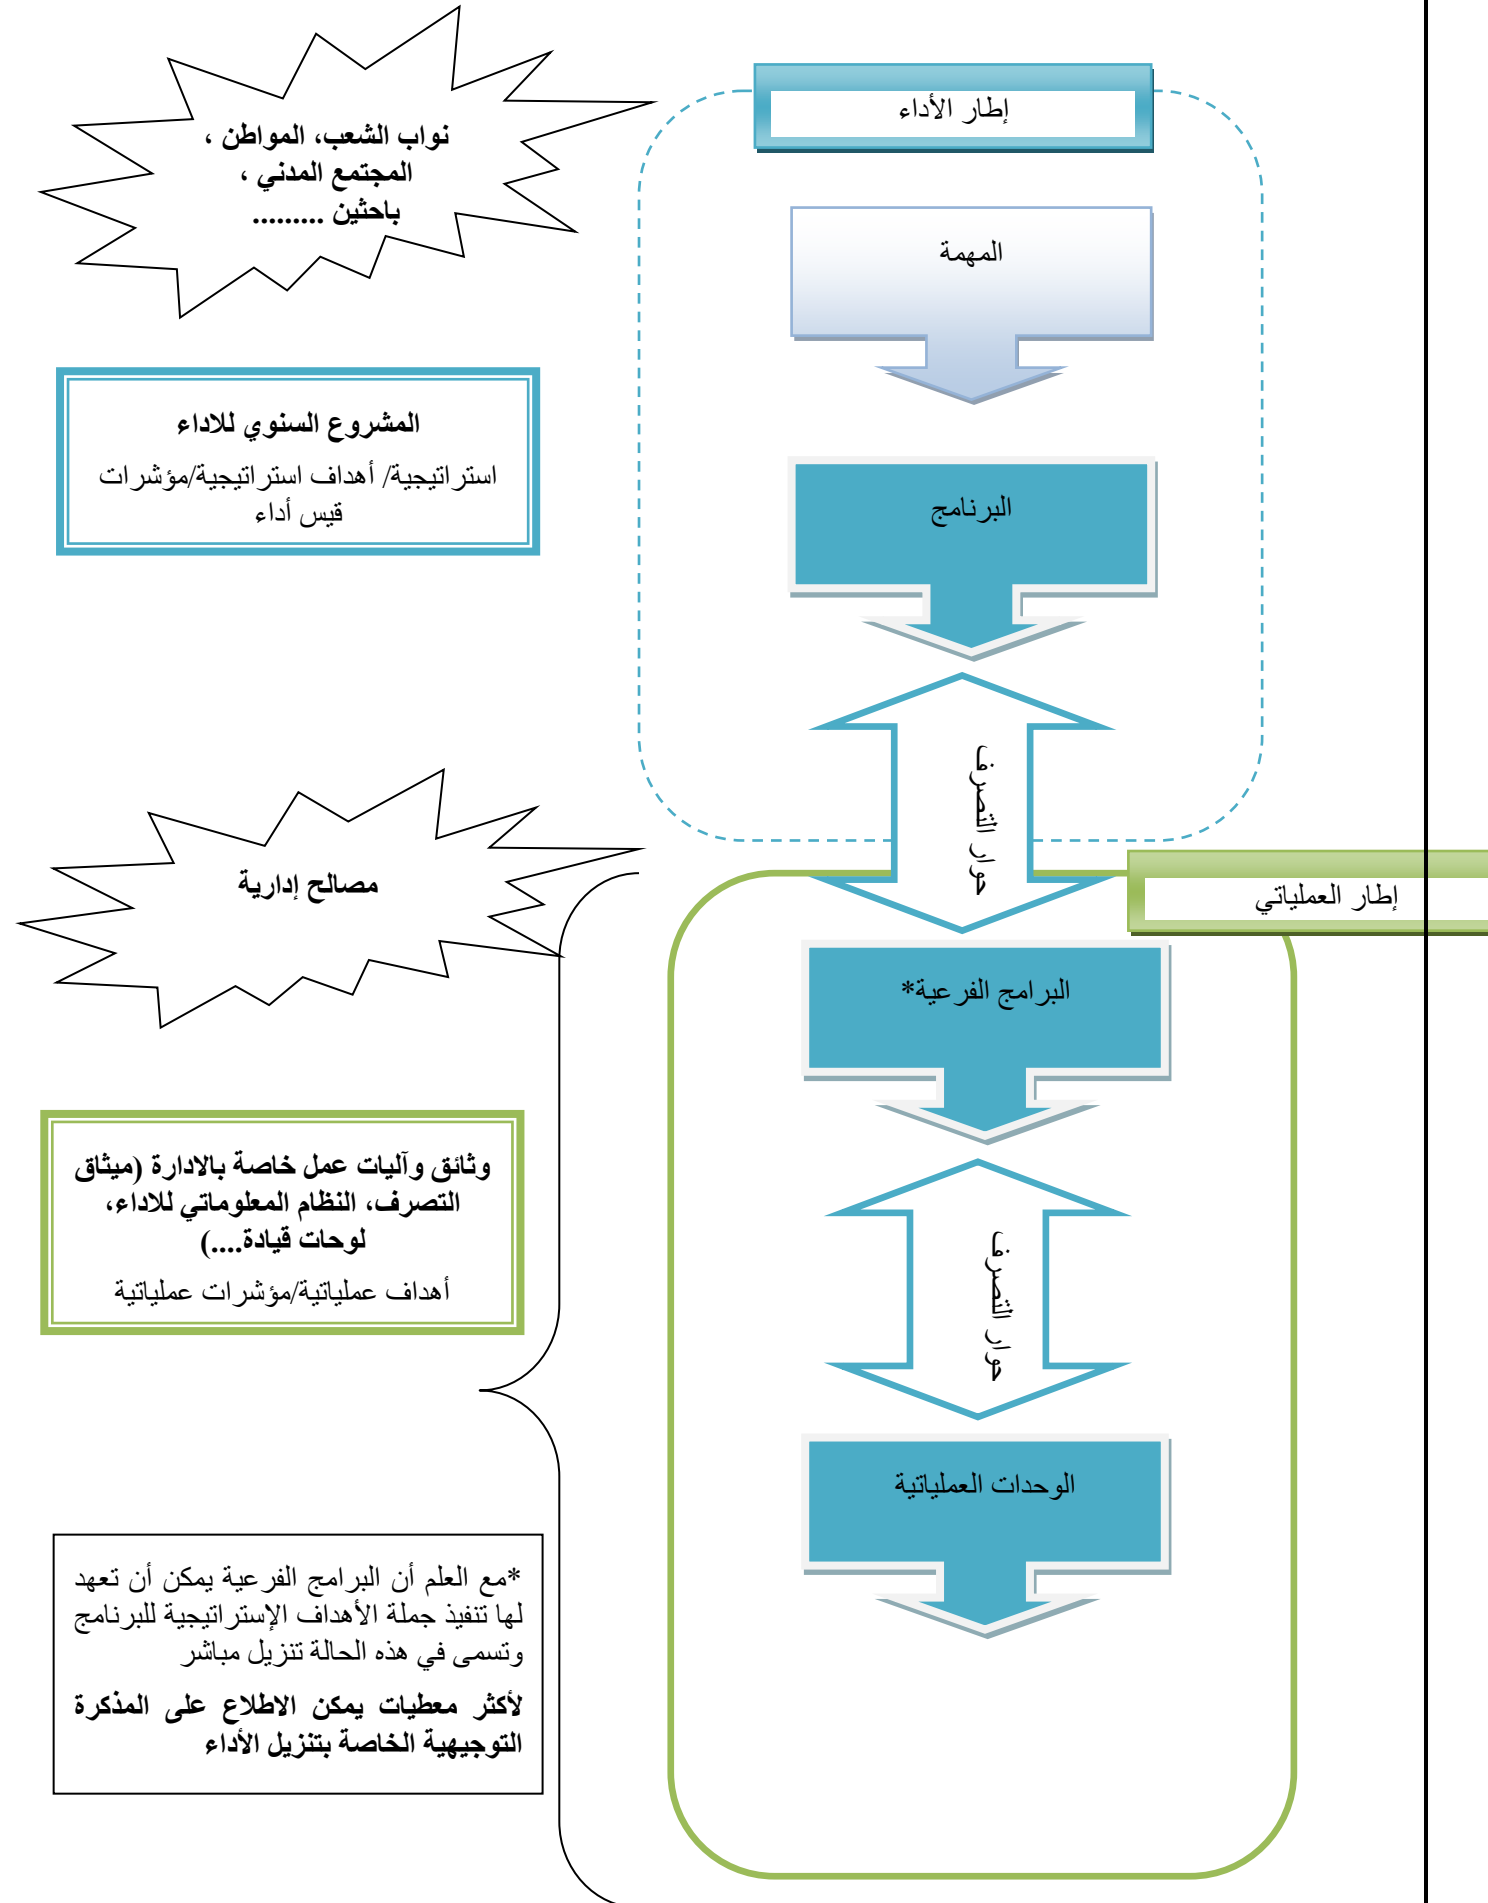 إطار الأداء
نواب الشعب، المواطن ،
المجتمع المدني ،
باحثين .........
المهمة
المشروع السنوي للاداء
استراتيجية/ أهداف استراتيجية/مؤشرات
قيس أداء
البرنامج
حوار التصرف
مصالح إدارية
إطار العملياتي
البرامج الفرعية*
وثائق وآليات عمل خاصة بالادارة (ميثاق
التصرف، النظام المعلوماتي للاداء،
لوحات قيادة....)
أهداف عملياتية/مؤشرات عملياتية
حوار التصرف
الوحدات العملياتية
*مع العلم أن البرامج الفرعية يمكن أن تعهد
لها تنفيذ جملة الأهداف الإستراتيجية للبرنامج
وتسمى في هذه الحالة تنزيل مباشر
لأكثر معطيات يمكن الاطلاع على المذكرة
التوجيهية الخاصة بتنزيل الأداء